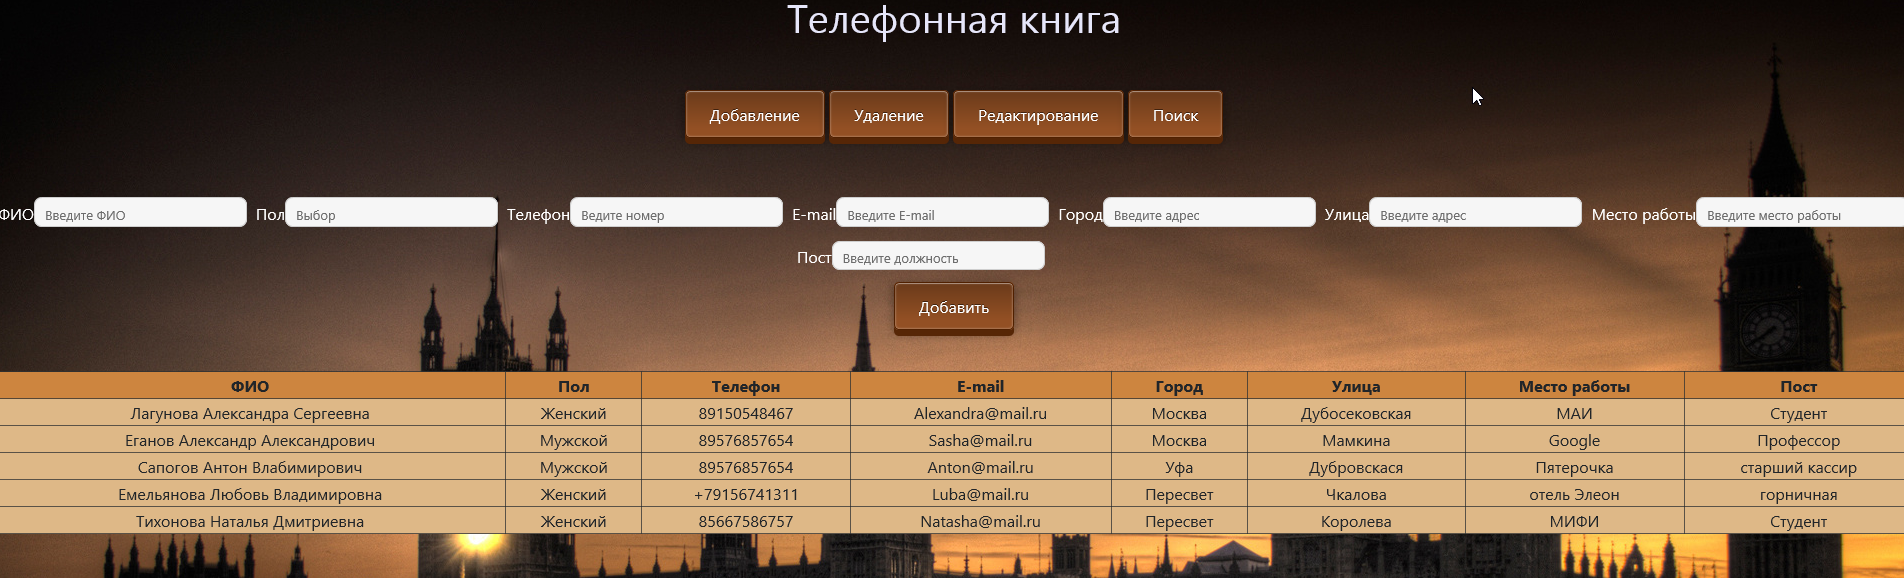 Телефонная книга
Добавление Удаление Редактирование Поиск
ФИО Введите ФИО Пол Выбор Телефон Ведите номер E-mail Введите E-mail Город Введите адрес Улица Введите адрес Место работы Введите место работы
Пост Введите должность
Добавить
ФИО Пол Телефон E-mail Город Улица Место работы Пост
Лагунова Александра Сергеевна Женский 89150548467 Alexandra@mail.ru Москва Дубосековская МАИ Студент
Еганов Александр Александрович Мужской 89576857654 Sasha@mail.ru Москва Мамкина Google Профессор
Сапогов Антон Влабимирович Мужской 89576857654 Anton@mail.ru Уфа Дубровскася Пятерочка старший кассир
Емельянова Любовь Владимировна Женский +79156741311 Luba@mail.ru Пересвет Чкалова отель Элеон горничная
Тихонова Наталья Дмитриевна Женский 85667586757 Natasha@mail.ru Пересвет Королева МИФИ Студент